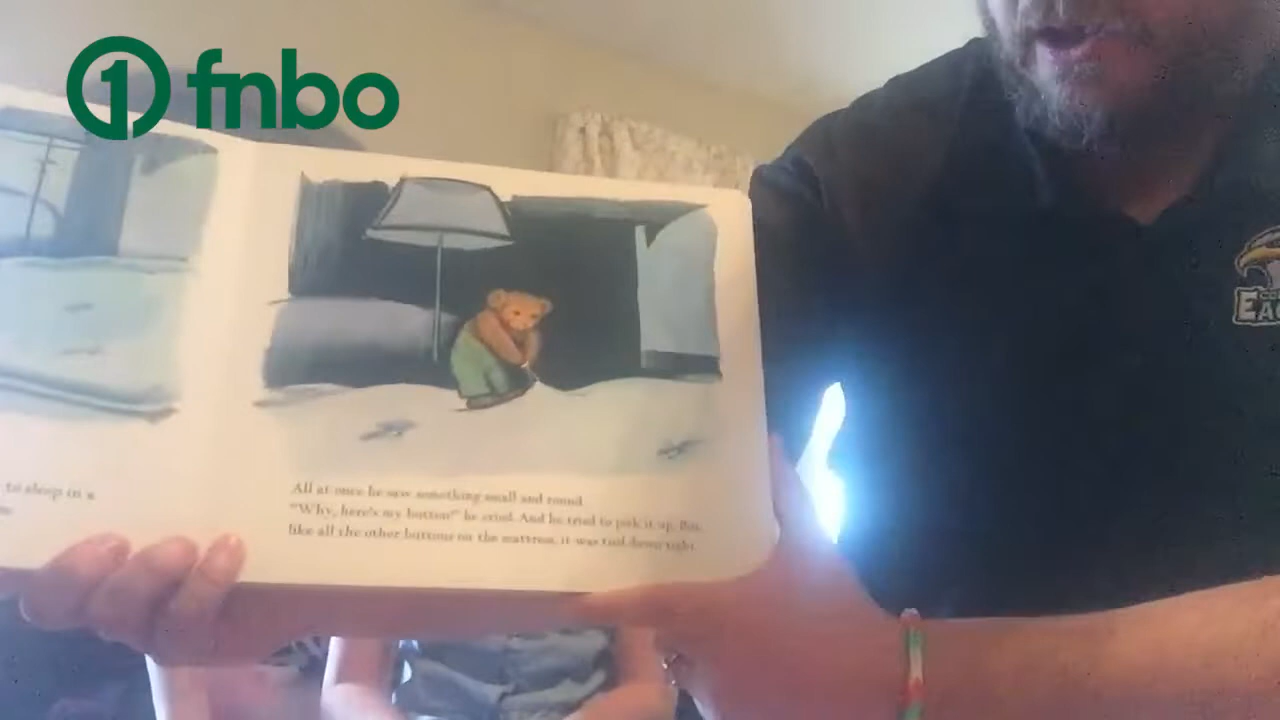 1 fnbo
to sleep in a
All at once he saw something small and round.
"Why, here's my button!" he cried. And he tried to pick it up. But,
like all the other buttons on the mattress, it was tied down tight.
EA